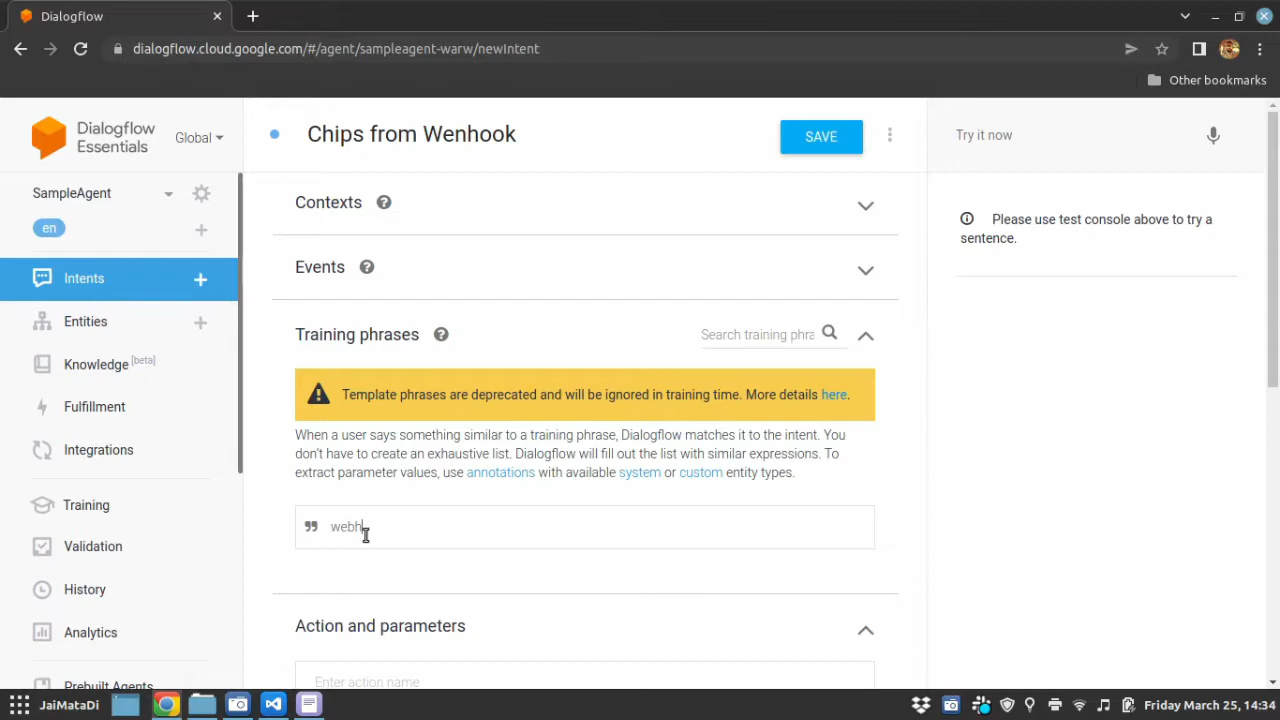 Dialogflow
dialogflow.cloud.google.com/#/agent/sampleagent-warw/newIntent
Other bookmarks
Dialogflow
Essentials
Global
SampleAgent
en
Intents
Entities
Knowledge [beta]
Fulfillment
Integrations
Training
Validation
History
Analytics
Prebuilt Agents
Chips from Wenhook
SAVE
Contexts
Events
Training phrases
Search training phra
Template phrases are deprecated and will be ignored in training time. More details here.
When a user says something similar to a training phrase, Dialogflow matches it to the intent. You
don't have to create an exhaustive list. Dialogflow will fill out the list with similar expressions. To
extract parameter values, use annotations with available system or custom entity types.
webh
Action and parameters
Enter action name
Try it now
Please use test console above to try a
sentence.
JaiMataDi
Friday March 25, 14:34